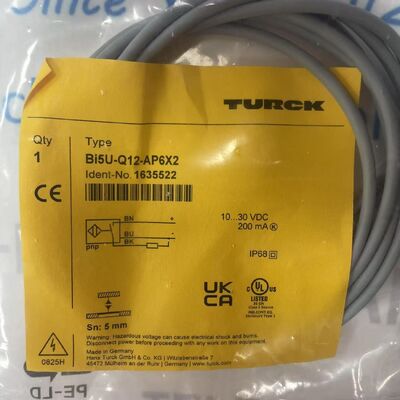 TURCK
Qty
1
Type
Bi5U-Q12-AP6X2
Ident-No. 1635522
CE
BN +
BU -
BK
pnp
10...30 VDC
200 mA
IP68
Sn: 5 mm
UK
CA
UL
LISTED
0825H
Warning: Hazardous voltage can cause electrical shock and burns.
Disconnect power before proceeding with any work on this equipment.
Made in Germany
Hans Turck GmbH & Co. KG | Witzlebenstraße 7
45472 Mülheim an der Ruhr | Germany
www.turck.com
PE-LD